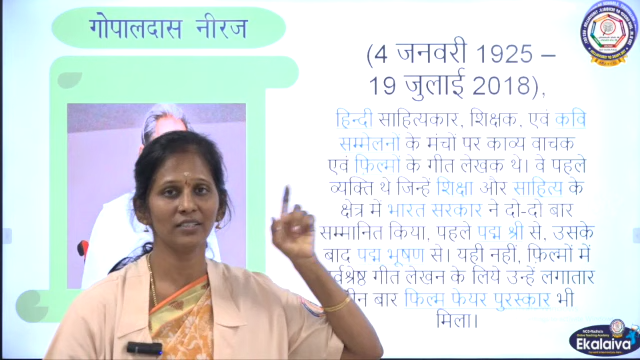 गोपालदास नीरज
(4 जनवरी 1925 –
19 जुलाई 2018),
हिन्दी साहित्यकार, शिक्षक, एवं कवि
सम्मेलनों के मंचों पर काव्य वाचक
एवं फिल्मों के गीत लेखक थे। वे पहले
व्यक्ति थे जिन्हें शिक्षा और साहित्य के
क्षेत्र में भारत सरकार ने दो-दो बार
सम्मानित किया, पहले पद्म श्री से, उसके
बाद पद्म भूषण से। यही नहीं, फिल्मों में
र्वश्रेष्ठ गीत लेखन के लिये उन्हें लगातार
ीन बार फिल्म फेयर पुरस्कार भी
मिला।
Ekalaiva